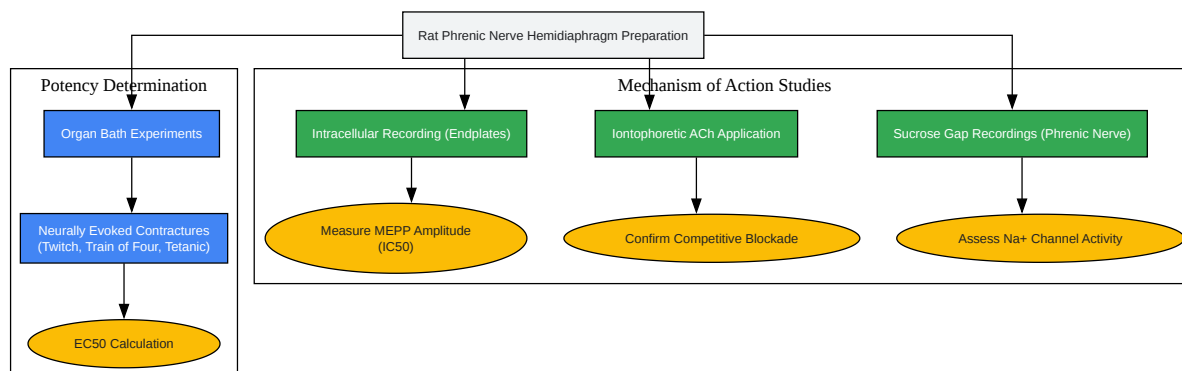 Rat Phrenic Nerve Hemidiaphragm Preparation
Potency Determination
Mechanism of Action Studies
Organ Bath Experiments
Intracellular Recording (Endplates)
Iontophoretic ACh Application
Sucrose Gap Recordings (Phrenic Nerve)
Neurally Evoked Contractures
(Twitch, Train of Four, Tetanic)
Measure MEPP Amplitude
(IC50)
Confirm Competitive Blockade
Assess Na+ Channel Activity
EC50 Calculation